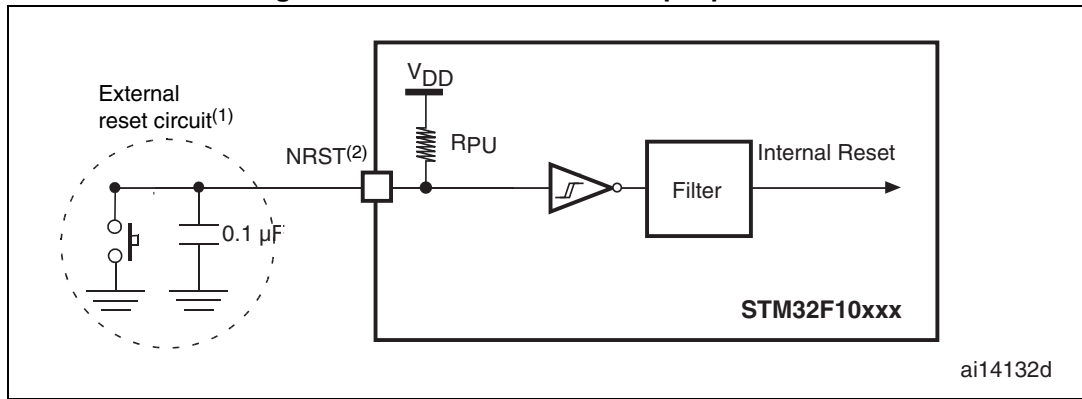 External
reset circuit(1)
VDD
RPU
NRST(2)
Internal Reset
Filter
0.1 μF
STM32F10xxx
ai14132d